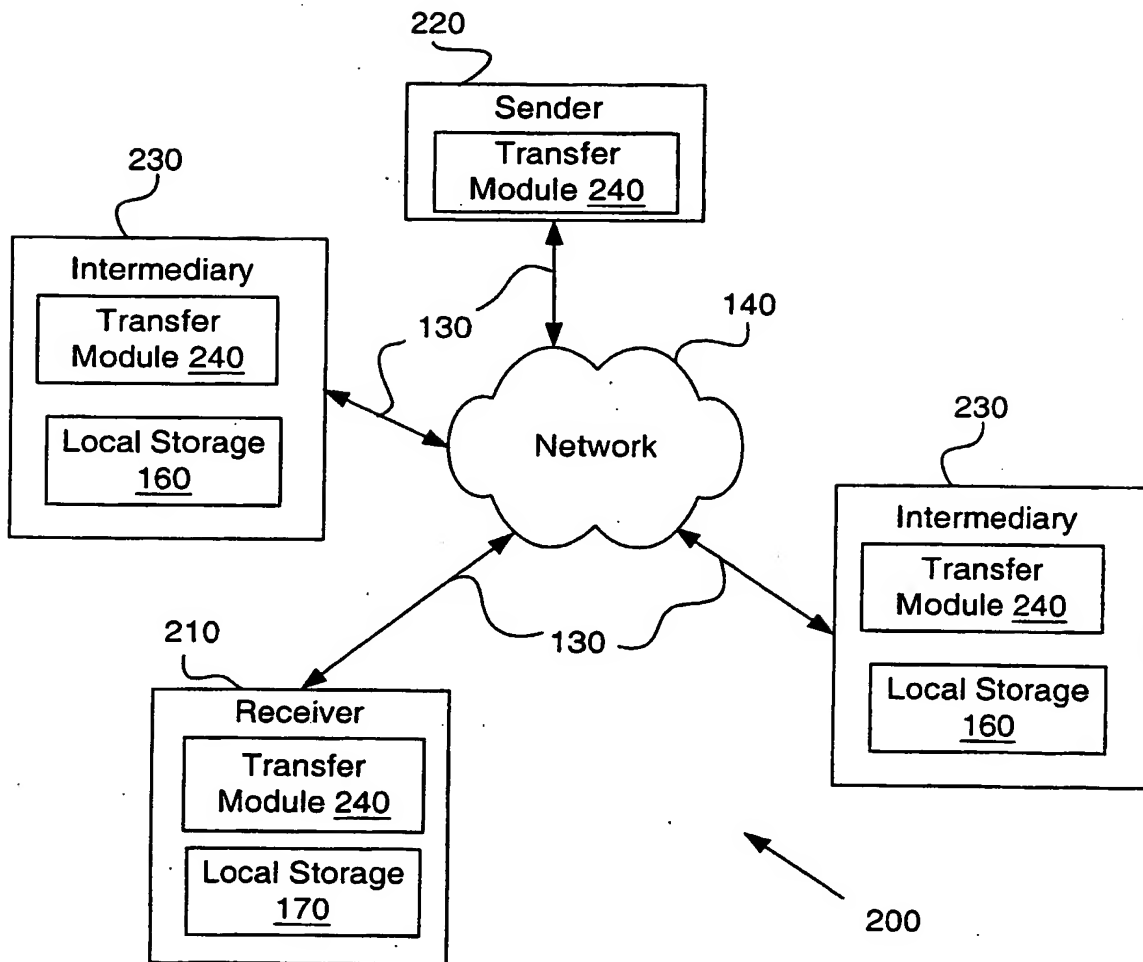 220
Sender
Transfer
Module 240
230
Intermediary
Transfer
Module 240
Local Storage
160
130
140
Network
230
Intermediary
Transfer
Module 240
Local Storage
160
130
210
Receiver
Transfer
Module 240
Local Storage
170
200